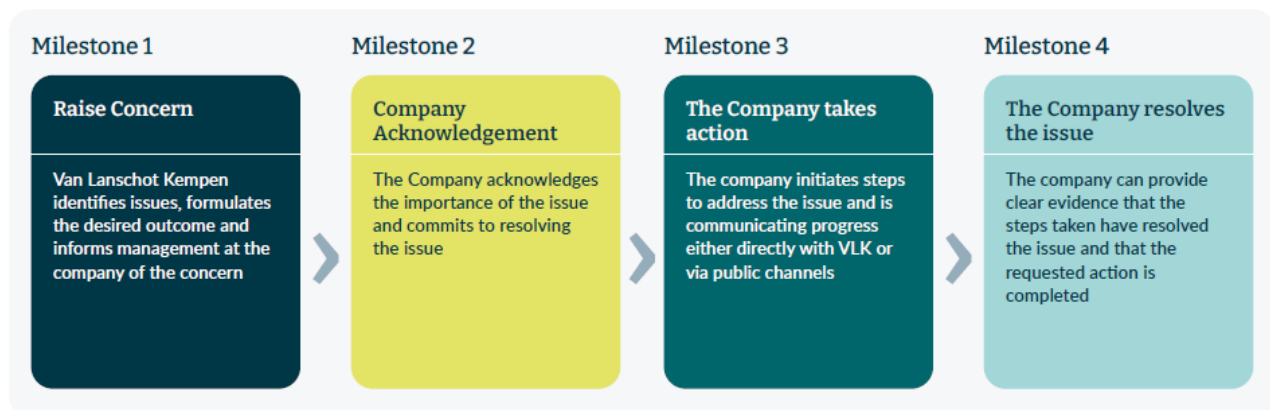 Milestone 1
Raise Concern
Van Lanschot Kempen
identifies issues, formulates
the desired outcome and
informs management at the
company of the concern
Milestone 2
Company
Acknowledgement
The Company acknowledges
the importance of the issue
and commits to resolving
the issue
Milestone 3
The Company takes
action
The company initiates steps
to address the issue and is
communicating progress
either directly with VLK or
via public channels
Milestone 4
The Company resolves
the issue
The company can provide
clear evidence that the
steps taken have resolved
the issue and that the
requested action is
completed